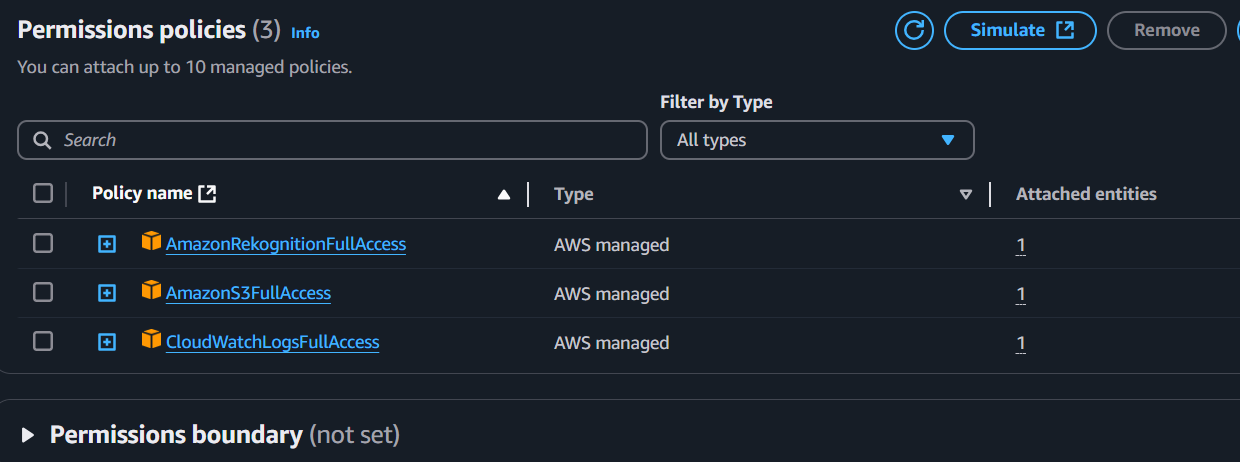 Permissions policies (3) Info
Simulate
Remove
You can attach up to 10 managed policies.
Filter by Type
Search
All types
Policy name
Type
Attached entities
AmazonRekognitionFullAccess
AWS managed
1
AmazonS3FullAccess
AWS managed
1
CloudWatchLogsFullAccess
AWS managed
1
Permissions boundary (not set)